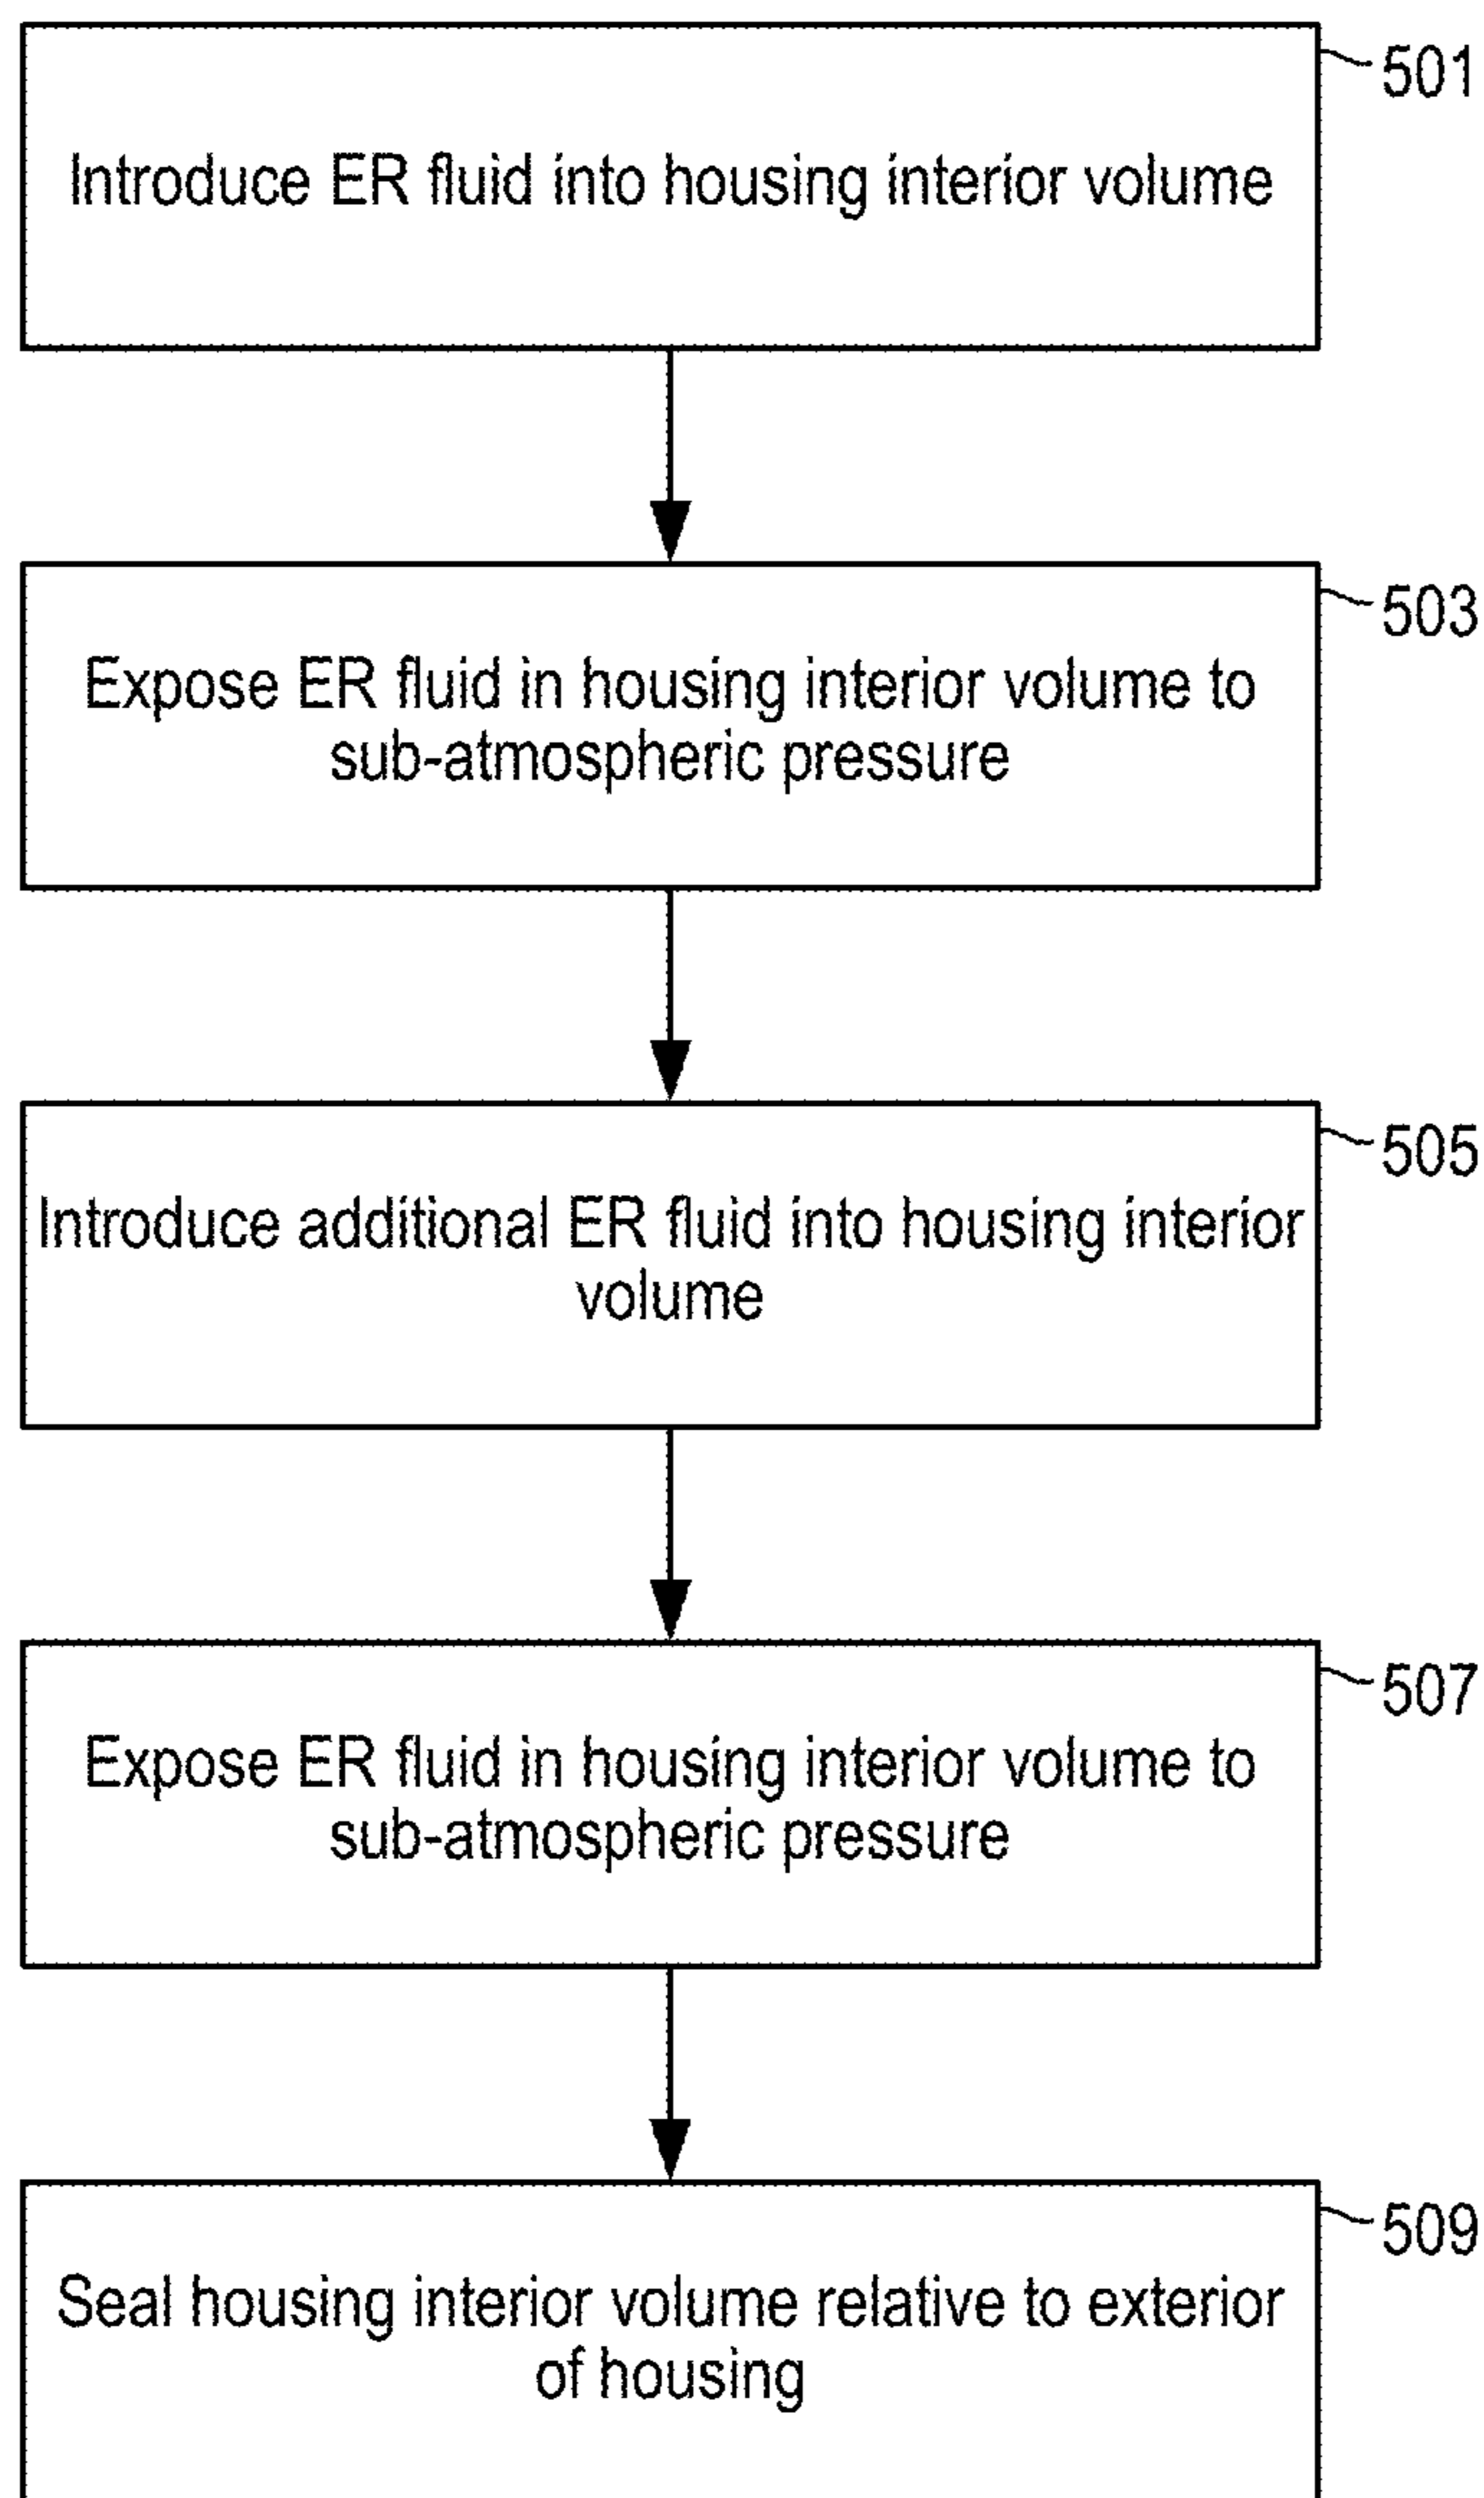 501
Introduce ER fluid into housing interior volume
503
Expose ER fluid in housing interior volume to
sub-atmospheric pressure
505
Introduce additional ER fluid into housing interior
volume
507
Expose ER fluid in housing interior volume to
sub-atmospheric pressure
509
Seal housing interior volume relative to exterior
of housing